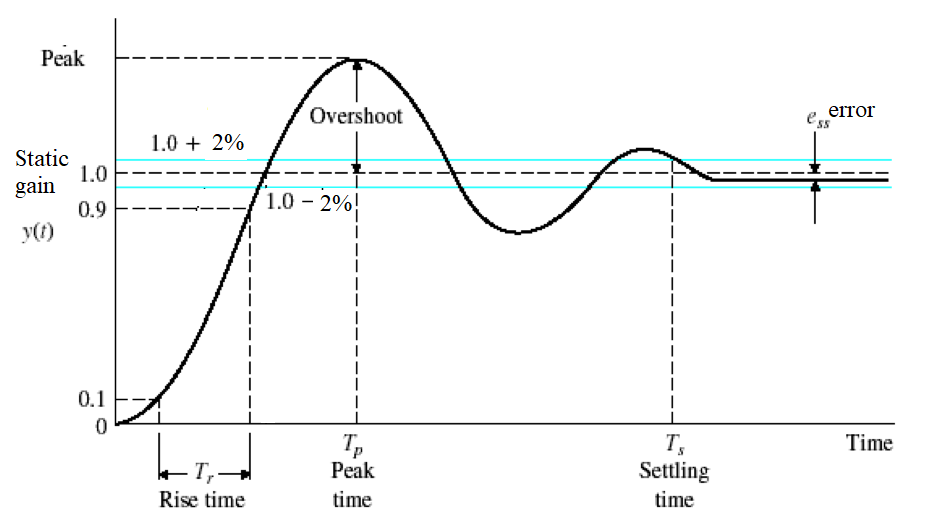 Peak
Overshoot
e_ss error
1.0 + 2%
Static
gain
1.0
1.0 − 2%
0.9
y(t)
0.1
0
T_p
T_s
Time
T_r
Peak
Settling
Rise time
time
time